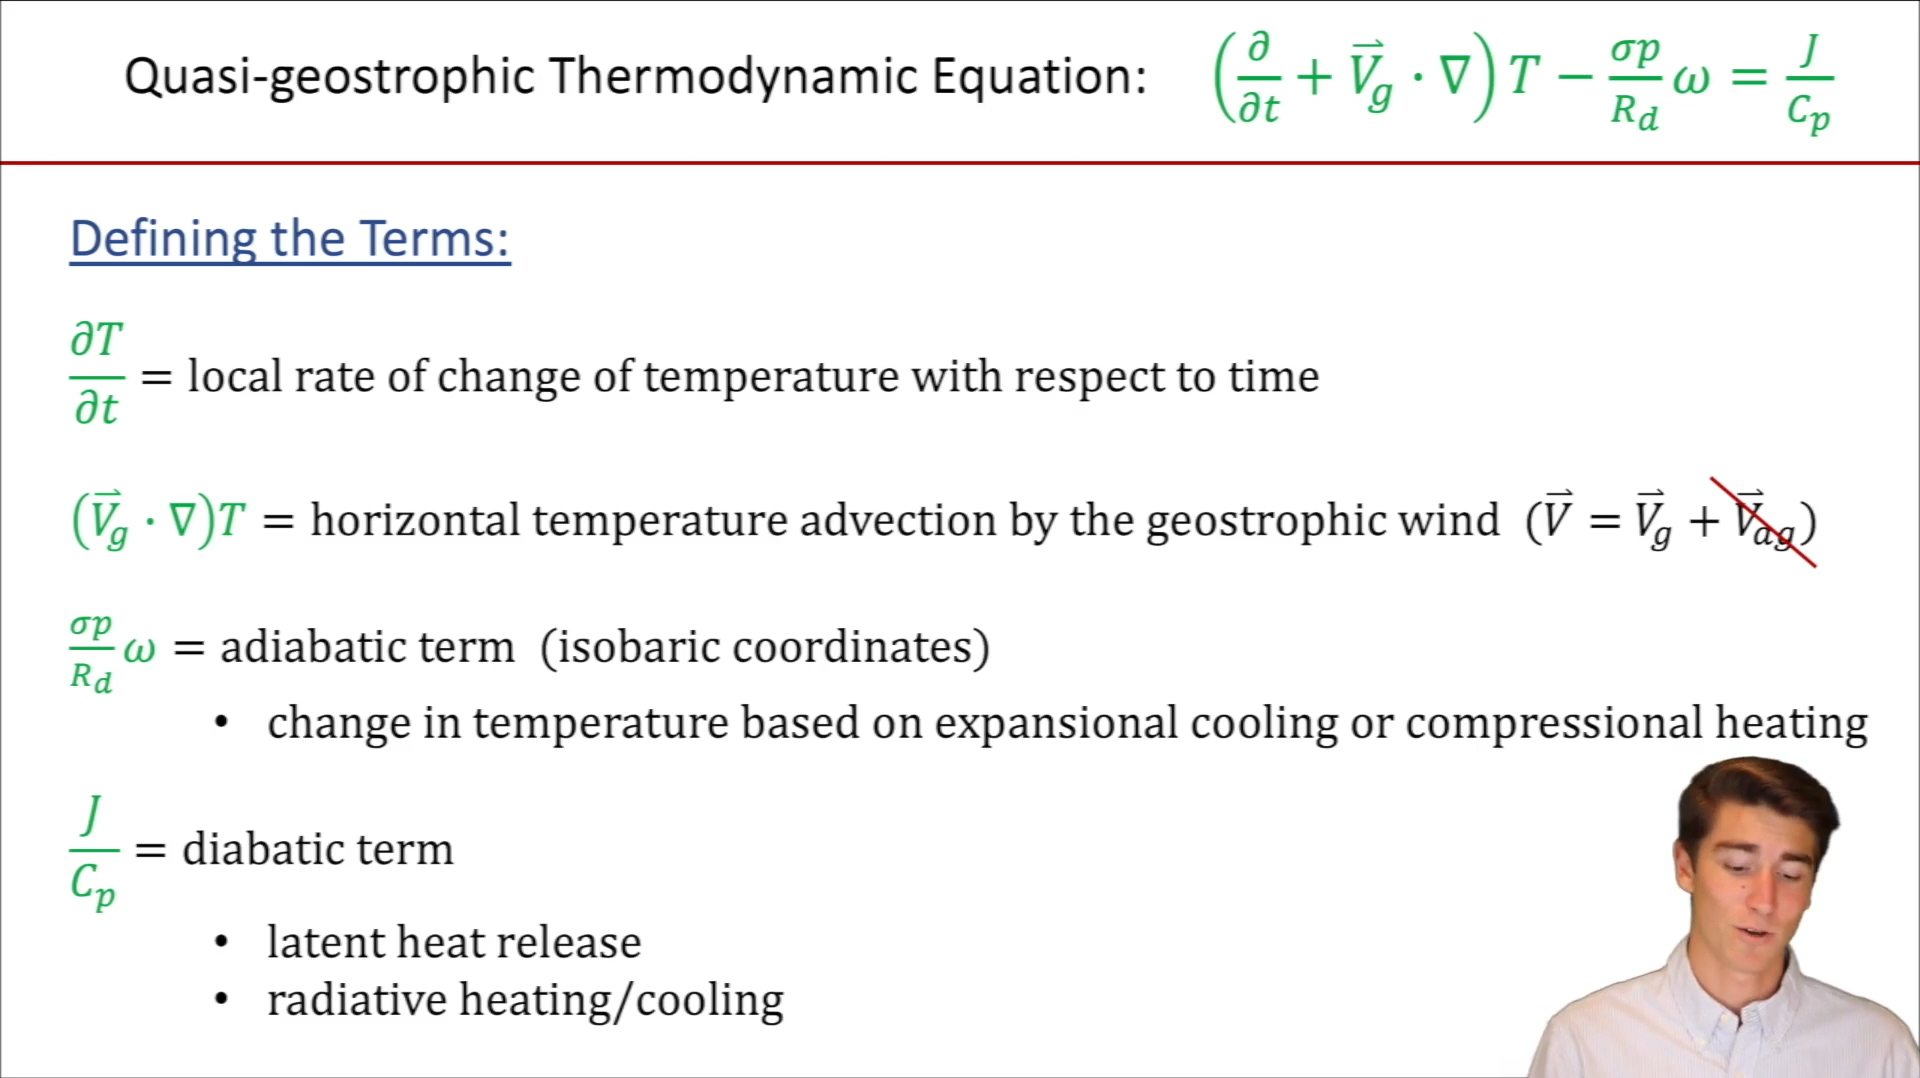 Quasi-geostrophic Thermodynamic Equation: (∂/∂t + V⃗g · ∇) T − σp/Rd ω = J/Cp
Defining the Terms:
∂T/∂t = local rate of change of temperature with respect to time
(V⃗g · ∇)T = horizontal temperature advection by the geostrophic wind (V⃗ = V⃗g + V⃗ag)
σp/Rd ω = adiabatic term (isobaric coordinates)
• change in temperature based on expansional cooling or compressional heating
J/Cp = diabatic term
• latent heat release
• radiative heating/cooling